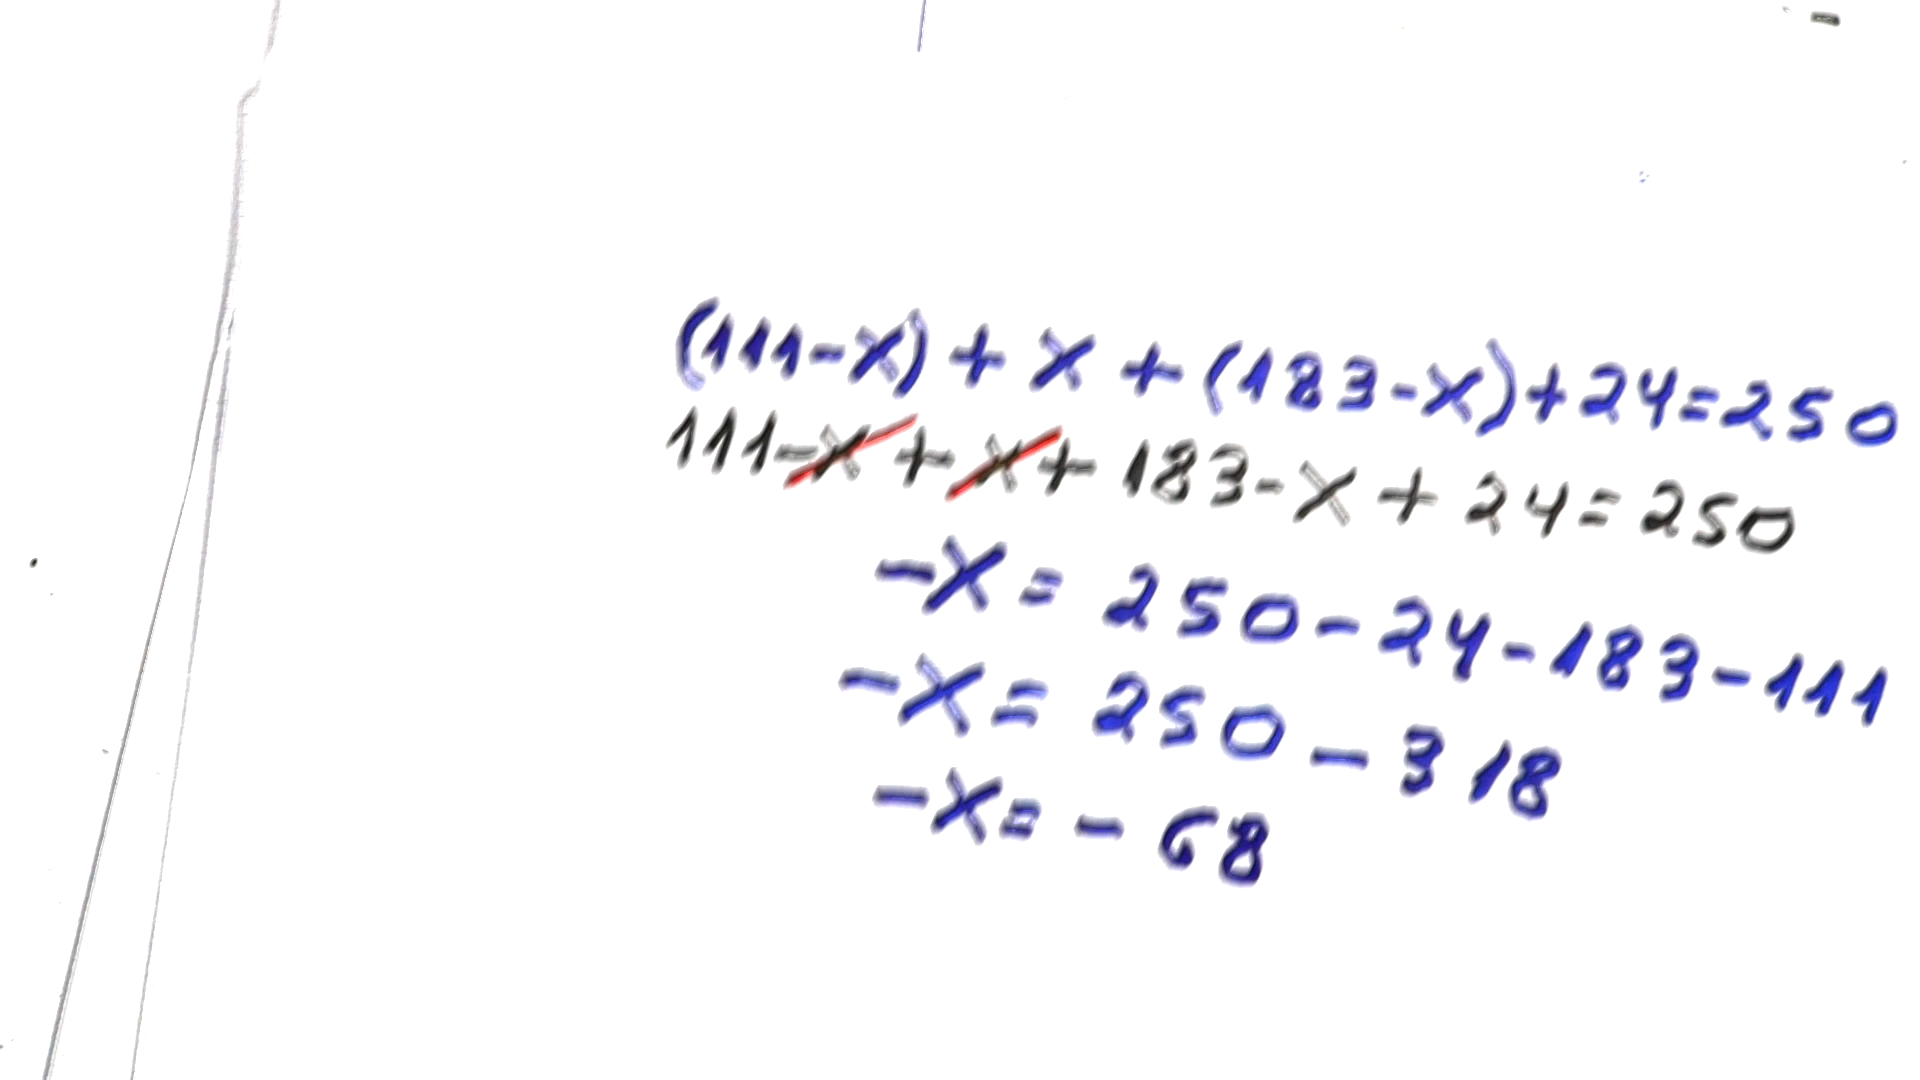 (111-x) + x + (183-x)+24=250
111-x + x + 183-x + 24=250
-x = 250-24-183-111
-x = 250-318
-x = -68